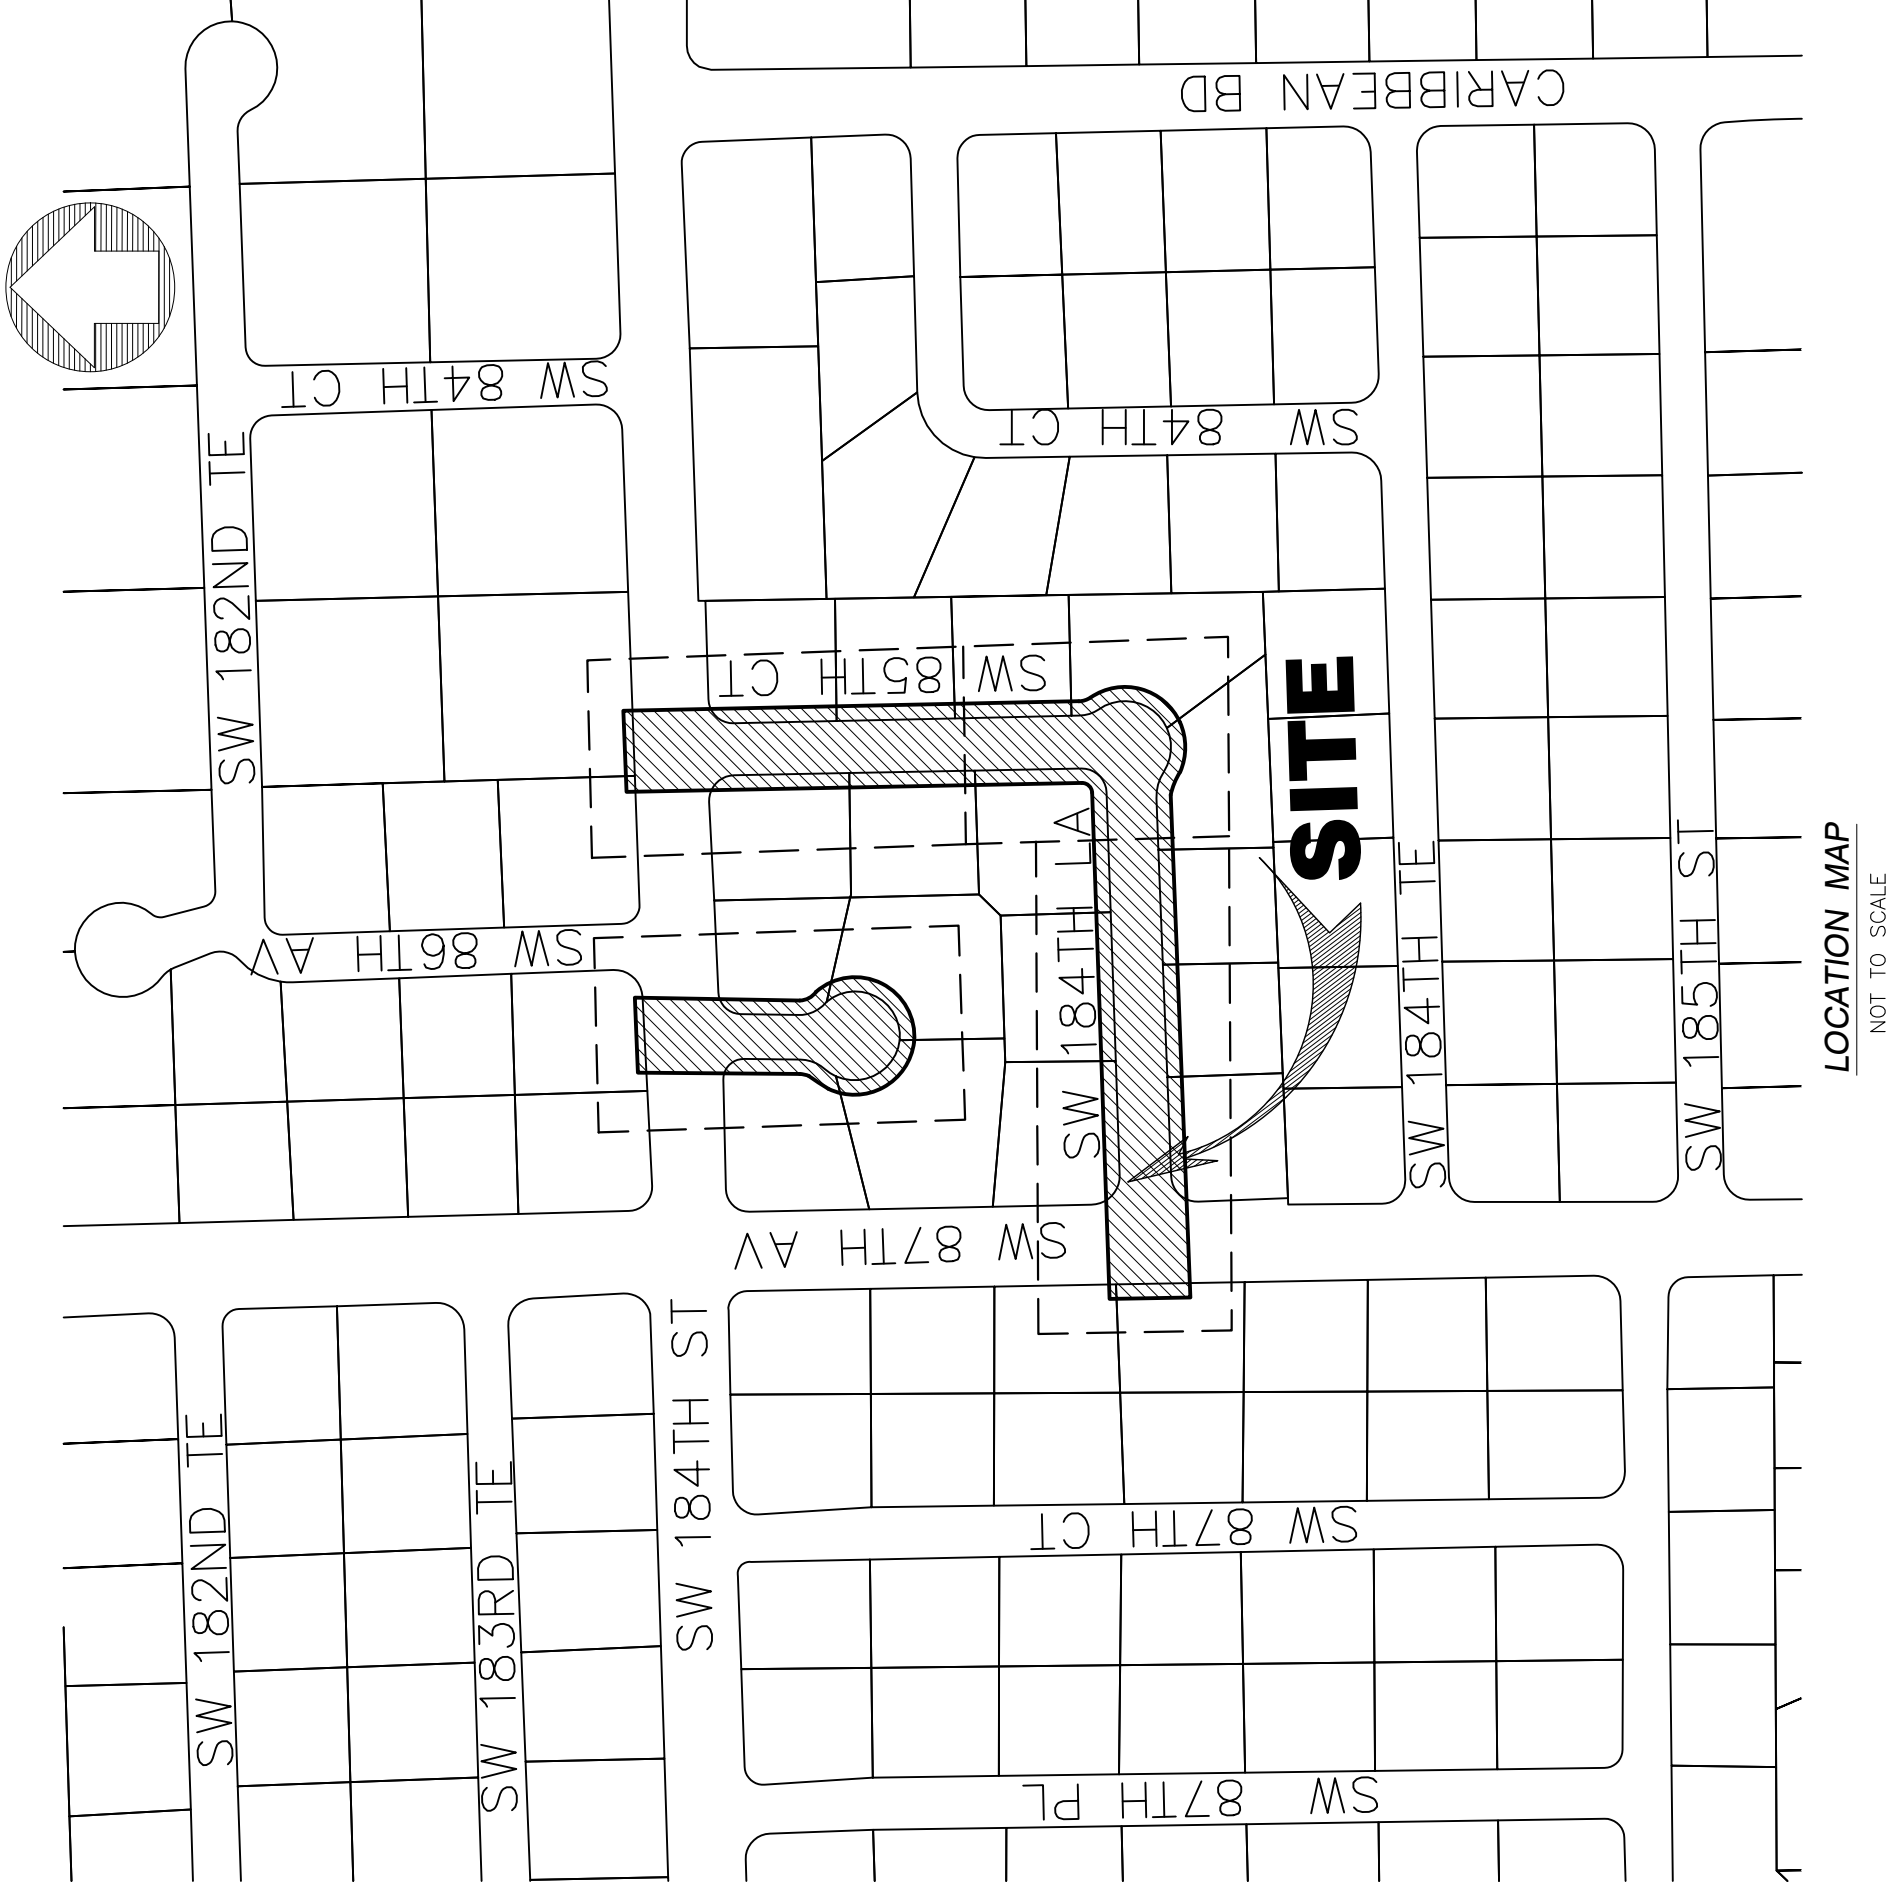 CARIBBEAN BD
SW 84TH CT
SW 84TH CT
SW 182ND TE
SW 85TH CT
SITE
SW 184TH LA
SW 184TH TE
SW 185TH ST
LOCATION MAP
NOT TO SCALE
SW 86TH AV
SW 87TH AV
SW 184TH ST
SW 182ND TE
SW 183RD TE
SW 87TH CT
SW 87TH PL